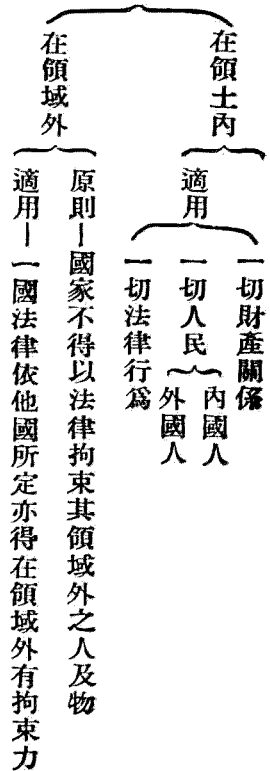 在領土內
適用
一切財產關係
一切人民
內國人
外國人
一切法律行為
在領域外
原則—國家不得以法律拘束其領域外之人及物
適用—一國法律依他國所定亦得在領域外有拘束力